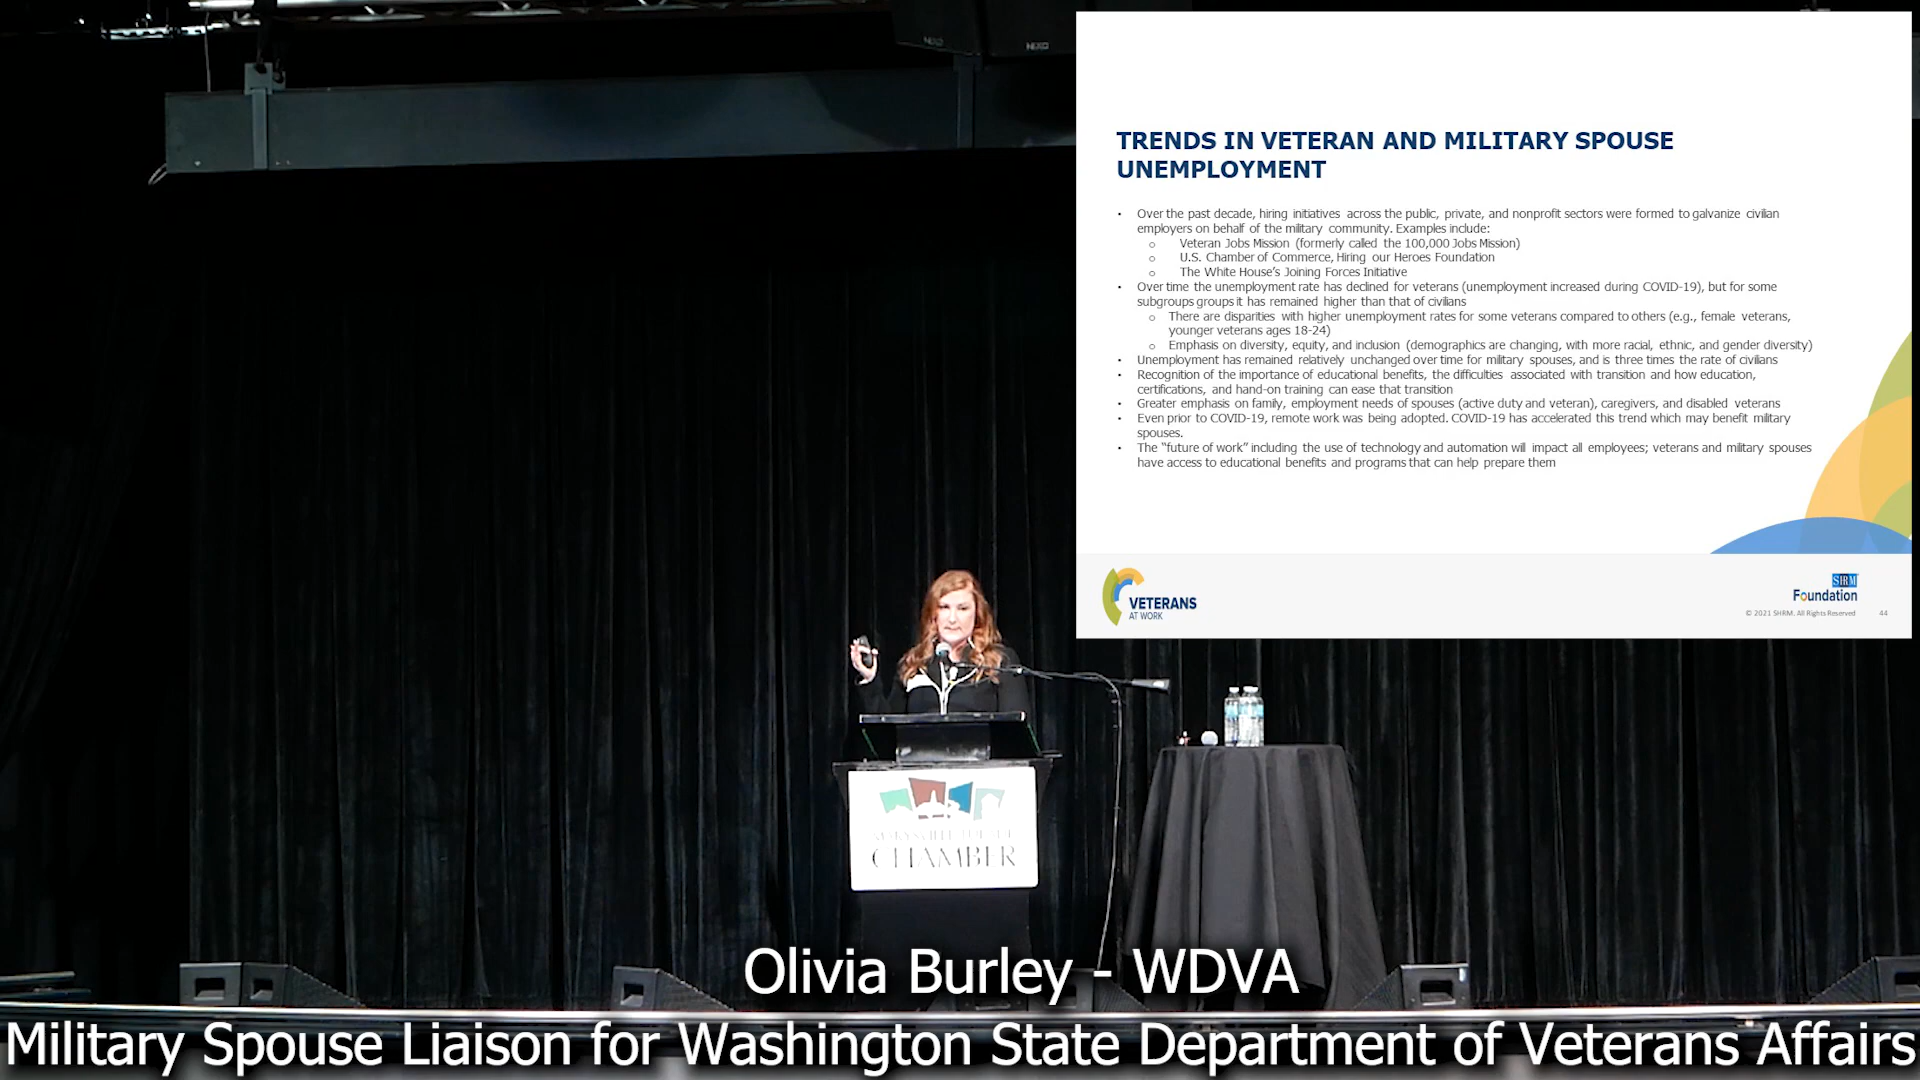 NEXO
NEXO
TRENDS IN VETERAN AND MILITARY SPOUSE
UNEMPLOYMENT
• Over the past decade, hiring initiatives across the public, private, and nonprofit sectors were formed to galvanize civilian
employers on behalf of the military community. Examples include:
o Veteran Jobs Mission (formerly called the 100,000 Jobs Mission)
o U.S. Chamber of Commerce, Hiring our Heroes Foundation
o The White House's Joining Forces Initiative
• Over time the unemployment rate has declined for veterans (unemployment increased during COVID-19), but for some
subgroups groups it has remained higher than that of civilians
o There are disparities with higher unemployment rates for some veterans compared to others (e.g., female veterans,
younger veterans ages 18-24)
o Emphasis on diversity, equity, and inclusion (demographics are changing, with more racial, ethnic, and gender diversity)
• Unemployment has remained relatively unchanged over time for military spouses, and is three times the rate of civilians
• Recognition of the importance of educational benefits, the difficulties associated with transition and how education,
certifications, and hand-on training can ease that transition
• Greater emphasis on family, employment needs of spouses (active duty and veteran), caregivers, and disabled veterans
• Even prior to COVID-19, remote work was being adopted. COVID-19 has accelerated this trend which may benefit military
spouses.
• The “future of work” including the use of technology and automation will impact all employees; veterans and military spouses
have access to educational benefits and programs that can help prepare them
VETERANS
AT WORK
SHRM
Foundation
© 2021 SHRM. All Rights Reserved 44
CHAMBER
Olivia Burley - WDVA
Military Spouse Liaison for Washington State Department of Veterans Affairs